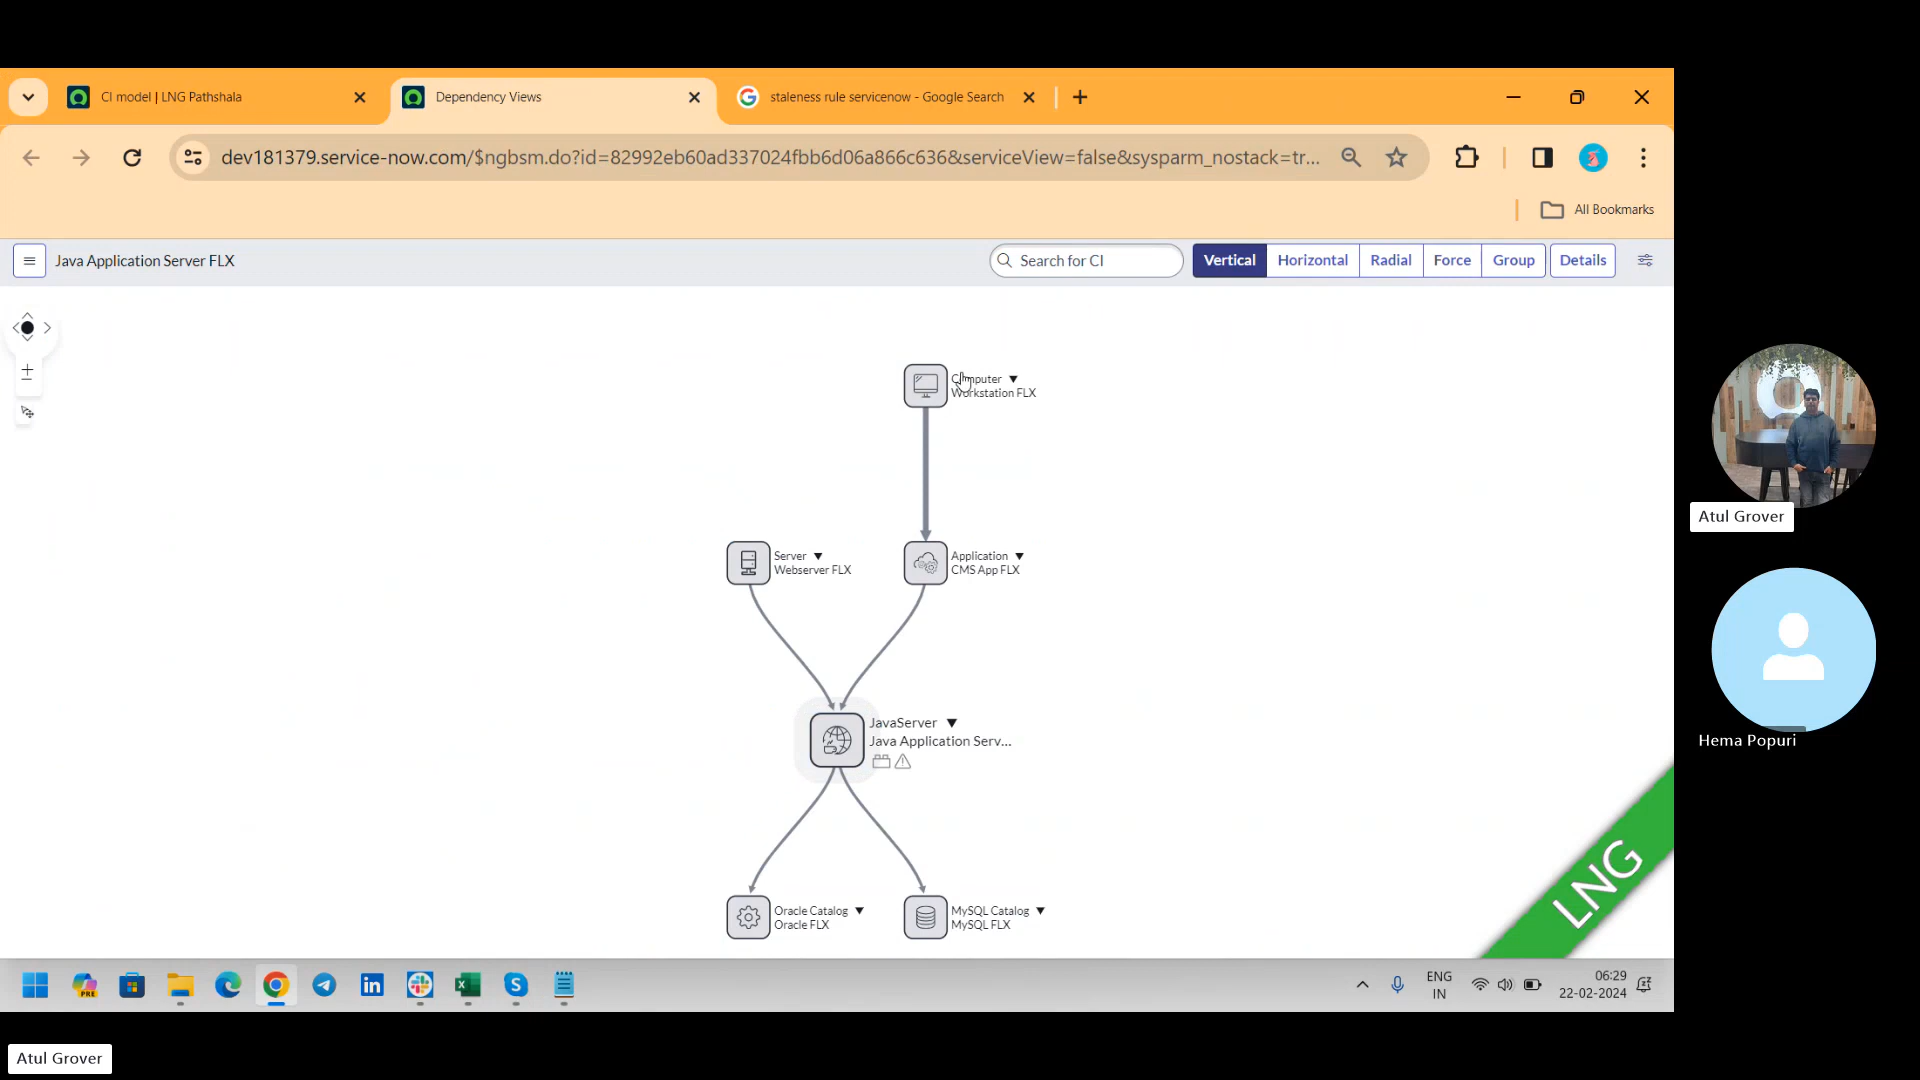 CI model | LNG Pathshala
Dependency Views
staleness rule servicenow - Google Search
dev181379.service-now.com/$ngbsm.do?id=82992eb60ad337024fbb6d06a866c636&serviceView=false&sysparm_nostack=tr...
All Bookmarks
Java Application Server FLX
Search for CI
Vertical
Horizontal
Radial
Force
Group
Details
Computer
Workstation FLX
Server
Webserver FLX
Application
CMS App FLX
JavaServer
Java Application Serv...
Oracle Catalog
Oracle FLX
MySQL Catalog
MySQL FLX
LNG
Atul Grover
Hema Popuri
PRE
ENG
IN
06:29
22-02-2024
Atul Grover